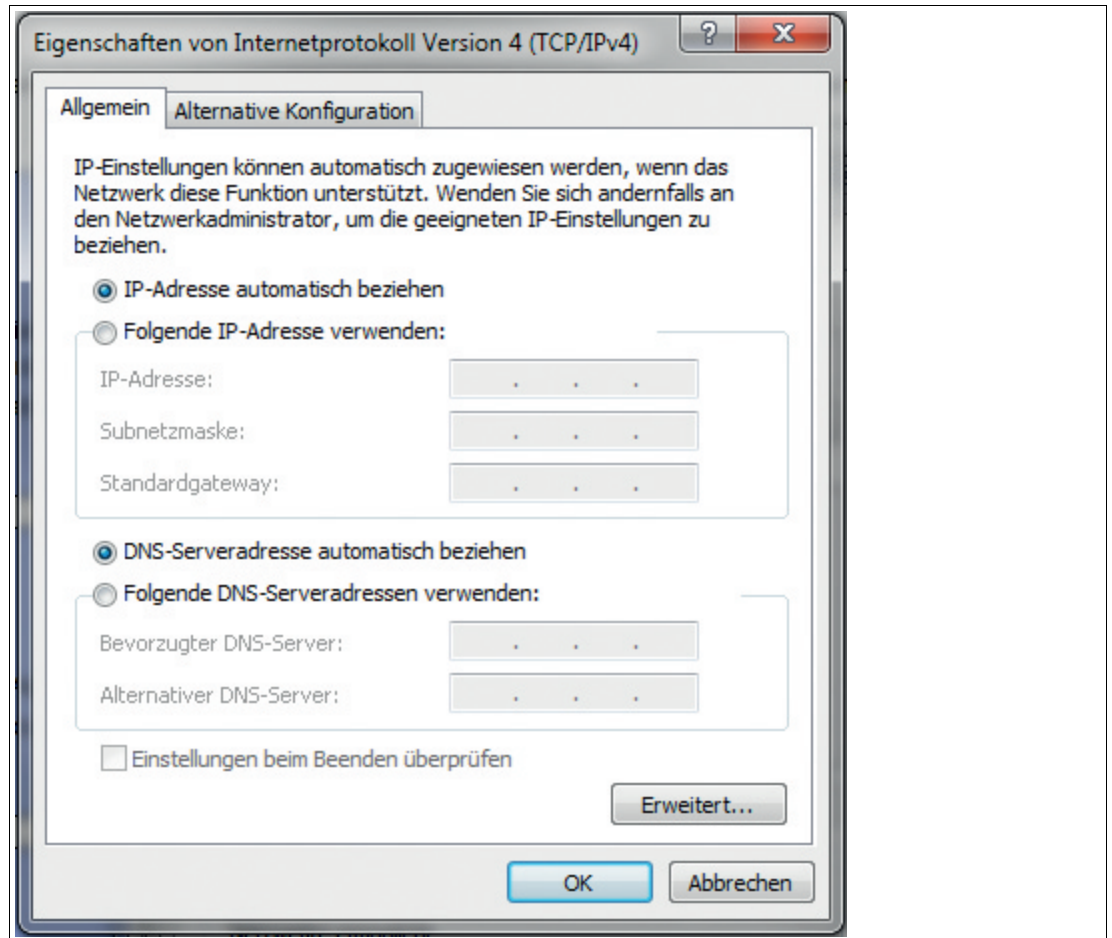 Eigenschaften von Internetprotokoll Version 4 (TCP/IPv4)
Allgemein
Alternative Konfiguration
IP-Einstellungen können automatisch zugewiesen werden, wenn das
Netzwerk diese Funktion unterstützt. Wenden Sie sich andernfalls an
den Netzwerkadministrator, um die geeigneten IP-Einstellungen zu
beziehen.
IP-Adresse automatisch beziehen
Folgende IP-Adresse verwenden:
IP-Adresse:
Subnetzmaske:
Standardgateway:
DNS-Serveradresse automatisch beziehen
Folgende DNS-Serveradressen verwenden:
Bevorzugter DNS-Server:
Alternativer DNS-Server:
Einstellungen beim Beenden überprüfen
Erweitert...
OK
Abbrechen